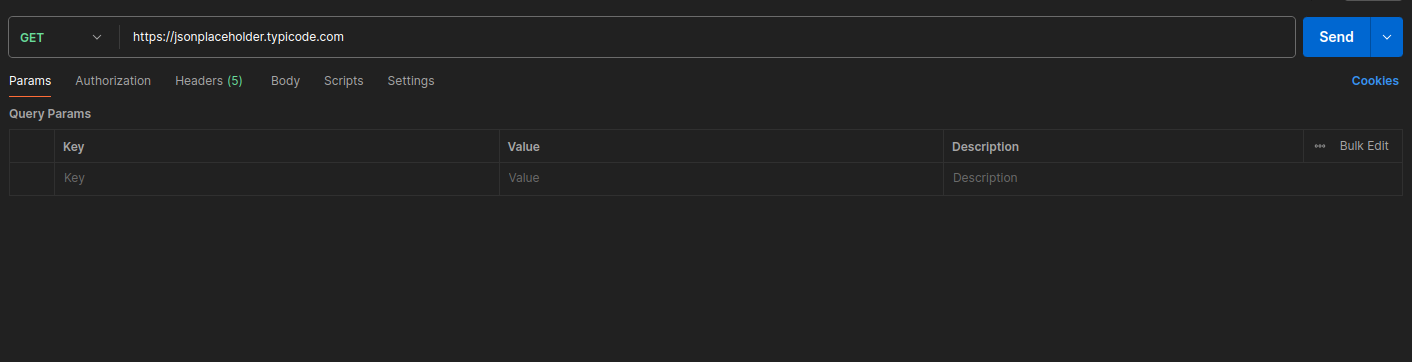 GET https://jsonplaceholder.typicode.com Send
Params Authorization Headers (5) Body Scripts Settings Cookies
Query Params
Key Value Description Bulk Edit
Key Value Description